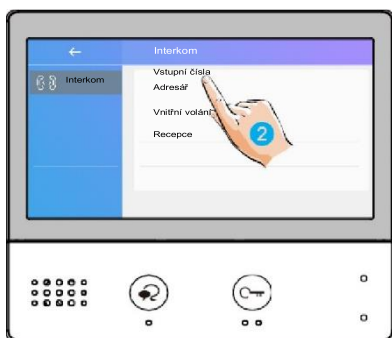 Interkom
Interkom
Vstupní čísla
Adresář
Vnitřní volání
Recepce
2